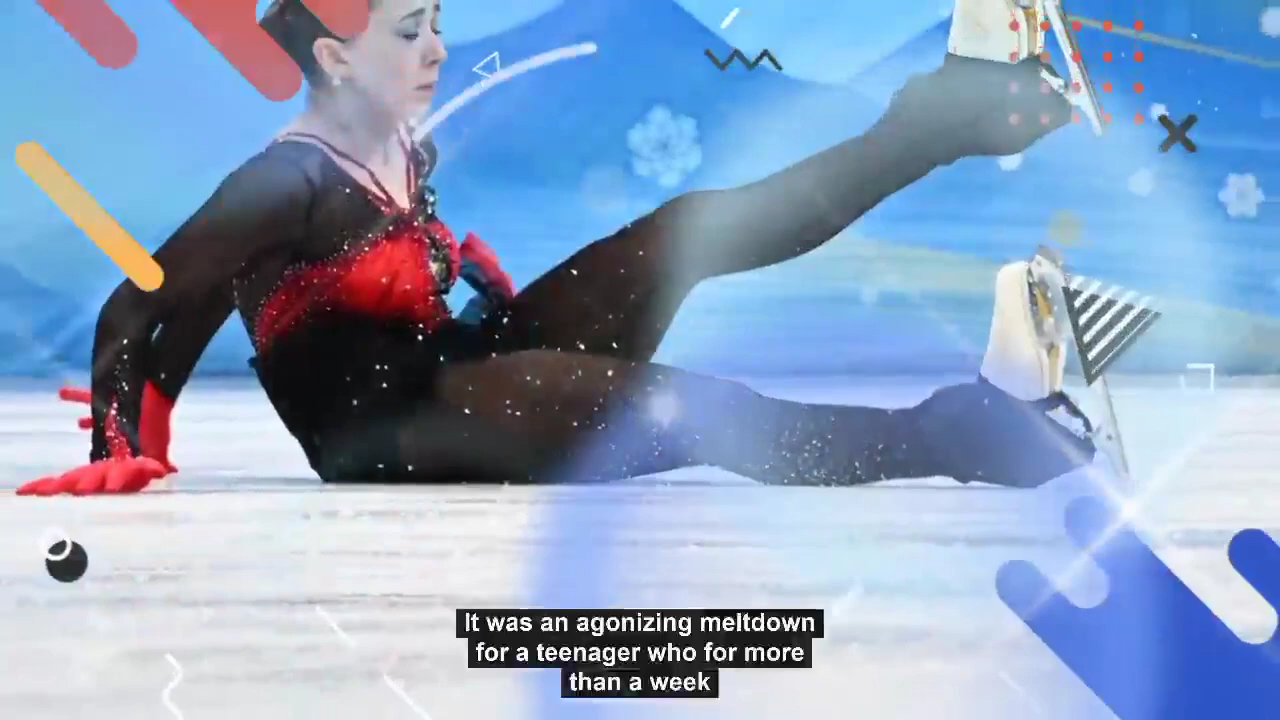 It was an agonizing meltdown
for a teenager who for more
than a week